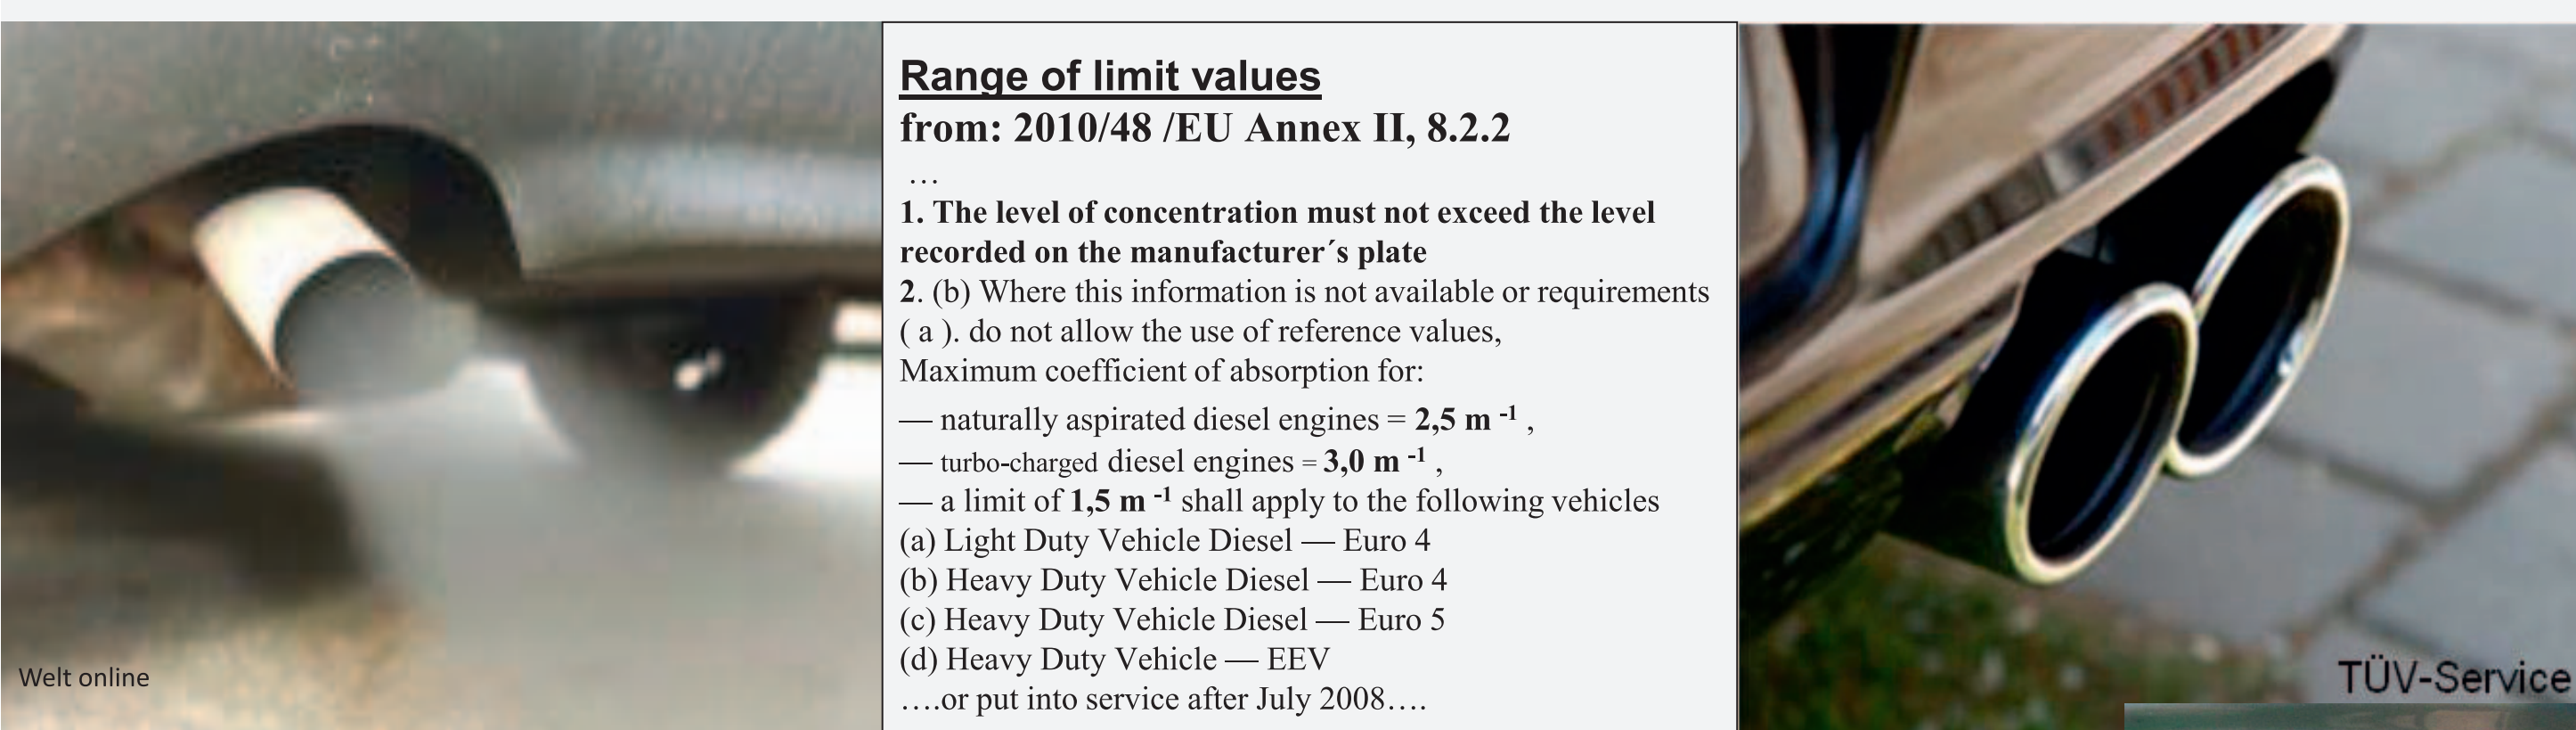 Range of limit values
from: 2010/48 /EU Annex II, 8.2.2
…
1. The level of concentration must not exceed the level
recorded on the manufacturer´s plate
2. (b) Where this information is not available or requirements
( a ). do not allow the use of reference values,
Maximum coefficient of absorption for:
— naturally aspirated diesel engines = 2,5 m -1 ,
— turbo-charged diesel engines = 3,0 m -1 ,
— a limit of 1,5 m -1 shall apply to the following vehicles
(a) Light Duty Vehicle Diesel — Euro 4
(b) Heavy Duty Vehicle Diesel — Euro 4
(c) Heavy Duty Vehicle Diesel — Euro 5
(d) Heavy Duty Vehicle — EEV
….or put into service after July 2008….
Welt online
TÜV-Service